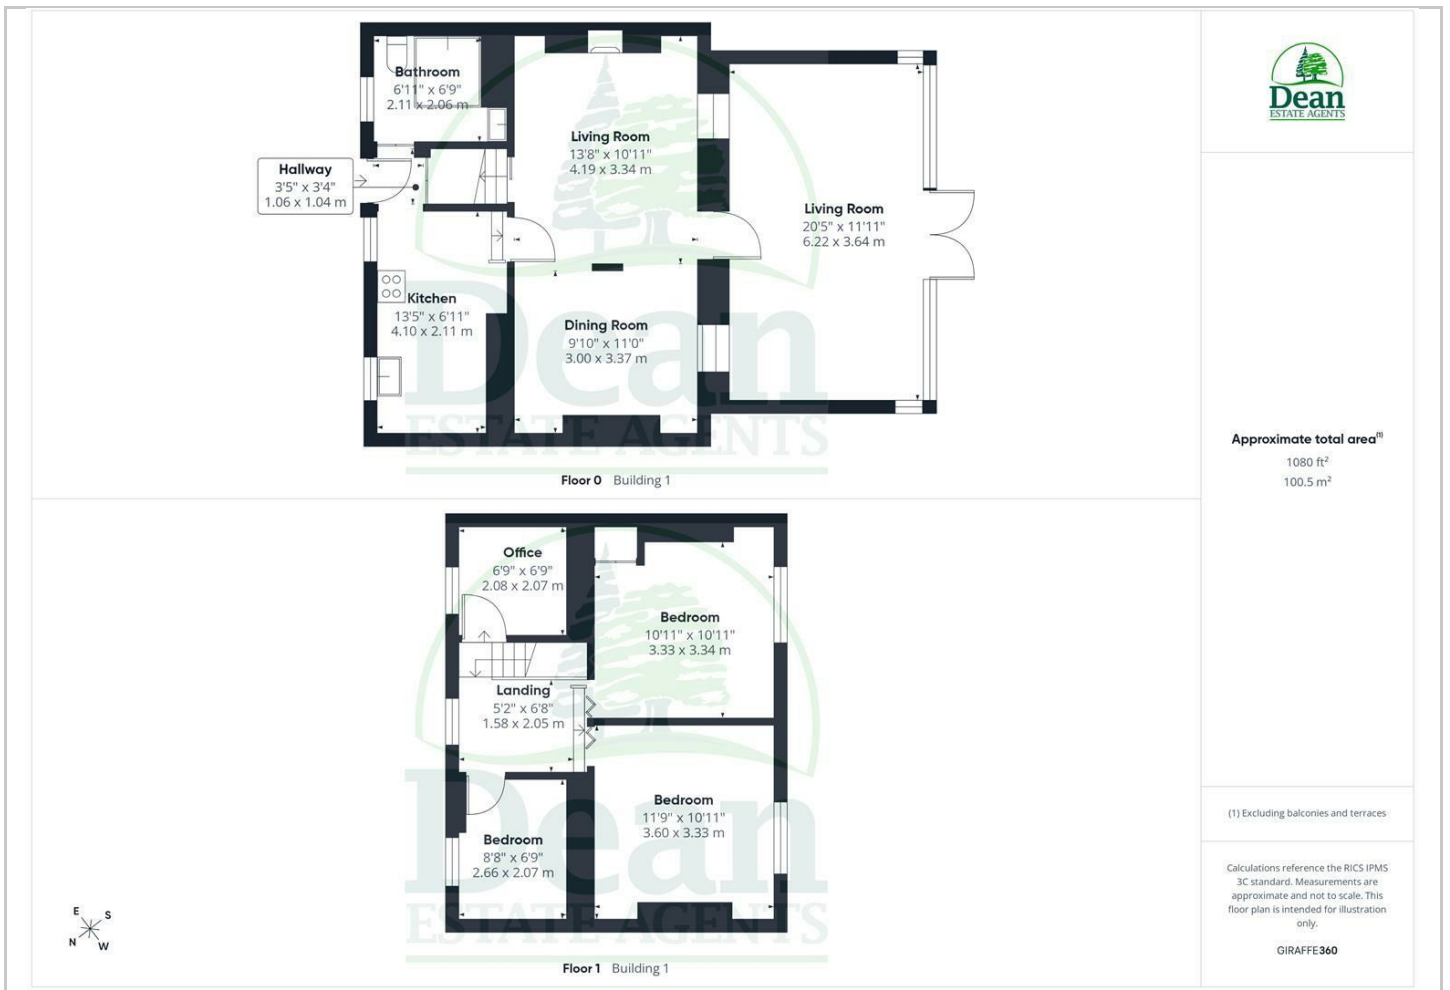 Bathroom
6'11" x 6'9"
2.11 x 2.06 m
Living Room
13'8" x 10'11"
4.19 x 3.34 m
Hallway
3'5" x 3'4"
1.06 x 1.04 m
Living Room
20'5" x 11'11"
6.22 x 3.64 m
Kitchen
13'5" x 6'11"
4.10 x 2.11 m
Dining Room
9'10" x 11'0"
3.00 x 3.37 m
Dean
ESTATE AGENTS
Floor 0 Building 1
Office
6'9" x 6'9"
2.08 x 2.07 m
Bedroom
10'11" x 10'11"
3.33 x 3.34 m
Landing
5'2" x 6'8"
1.58 x 2.05 m
Bedroom
11'9" x 10'11"
3.60 x 3.33 m
Bedroom
8'8" x 6'9"
2.66 x 2.07 m
Dean
ESTATE AGENTS
Floor 1 Building 1
E S
N W
Dean
ESTATE AGENTS
Approximate total area(1)
1080 ft²
100.5 m²
(1) Excluding balconies and terraces
Calculations reference the RICS IPMS
3C standard. Measurements are
approximate and not to scale. This
floor plan is intended for illustration
only.
GIRAFFE360